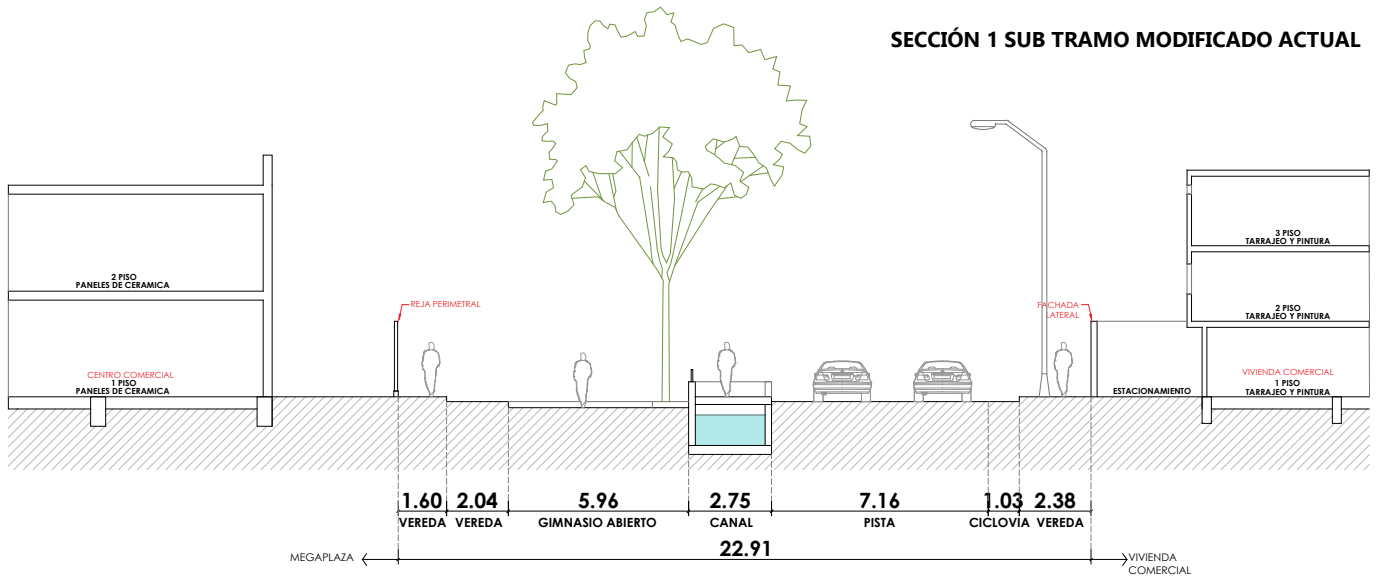 SECCIÓN 1 SUB TRAMO MODIFICADO ACTUAL
3 PISO
TARRAJEO Y PINTURA
2 PISO
PANELES DE CERAMICA
REJA PERIMETRAL
FACHADA
LATERAL
2 PISO
TARRAJEO Y PINTURA
CENTRO COMERCIAL
1 PISO
PANELES DE CERAMICA
ESTACIONAMIENTO
VIVIENDA COMERCIAL
1 PISO
TARRAJEO Y PINTURA
1.60 2.04 5.96 2.75 7.16 1.03 2.38
VEREDA VEREDA GIMNASIO ABIERTO CANAL PISTA CICLOVIA VEREDA
22.91
MEGAPLAZA
VIVIENDA
COMERCIAL